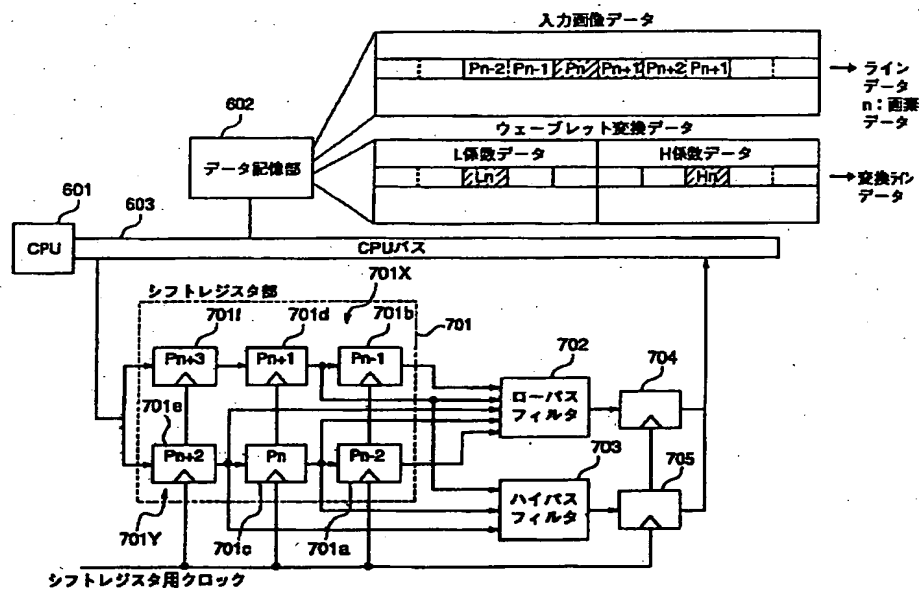 入力画像データ
Pn-2 Pn-1 Pn Pn+1 Pn+2 Pn+1
ライン
データ
n:画素
データ
ウェーブレット変換データ
L係数データ
H係数データ
Ln
Hn
変換ライン
データ
602
データ記憶部
601
603
CPU
CPUバス
シフトレジスタ部
701X
701f
701d
701b
701
Pn+3
Pn+1
Pn-1
702
ローパス
フィルタ
704
701e
Pn+2
Pn
Pn-2
703
ハイパス
フィルタ
705
701Y
701c
701a
シフトレジスタ用クロック